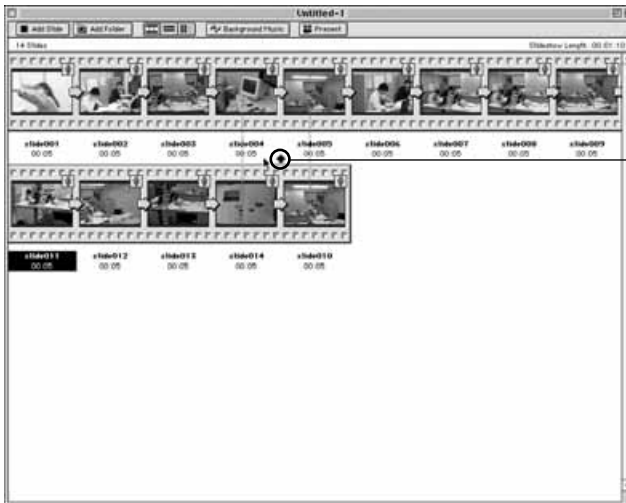 Untitled-1
Add Slide Add Folder Background Music Present
14 Slides Slideshow Length: 00:01:10
slide001 slide002 slide003 slide004 slide005 slide006 slide007 slide008 slide009
00:05 00:05 00:05 00:05 00:05 00:05 00:05 00:05 00:05
slide011 slide012 slide013 slide014 slide010
00:05 00:05 00:05 00:05 00:05